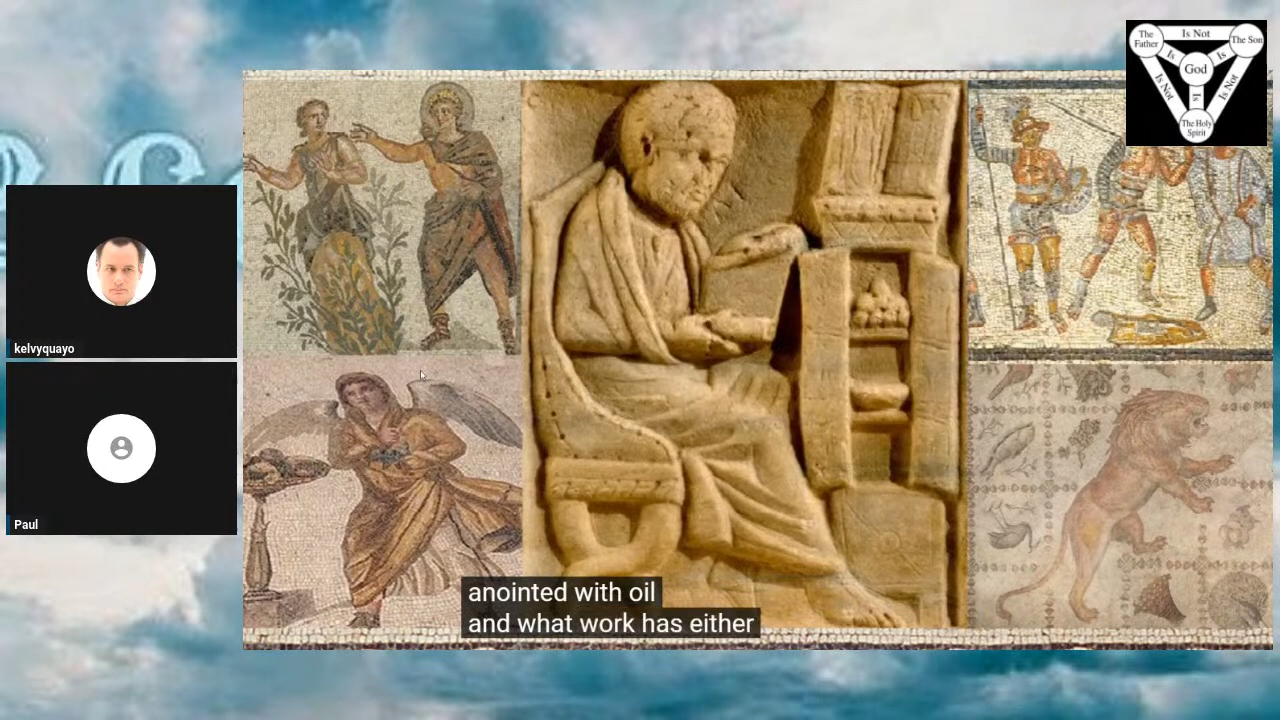 The
Father
Is Not
The Son
Is
Is
God
Is Not
Is
Is Not
The Holy
Spirit
kelvyquayo
Paul
anointed with oil
and what work has either